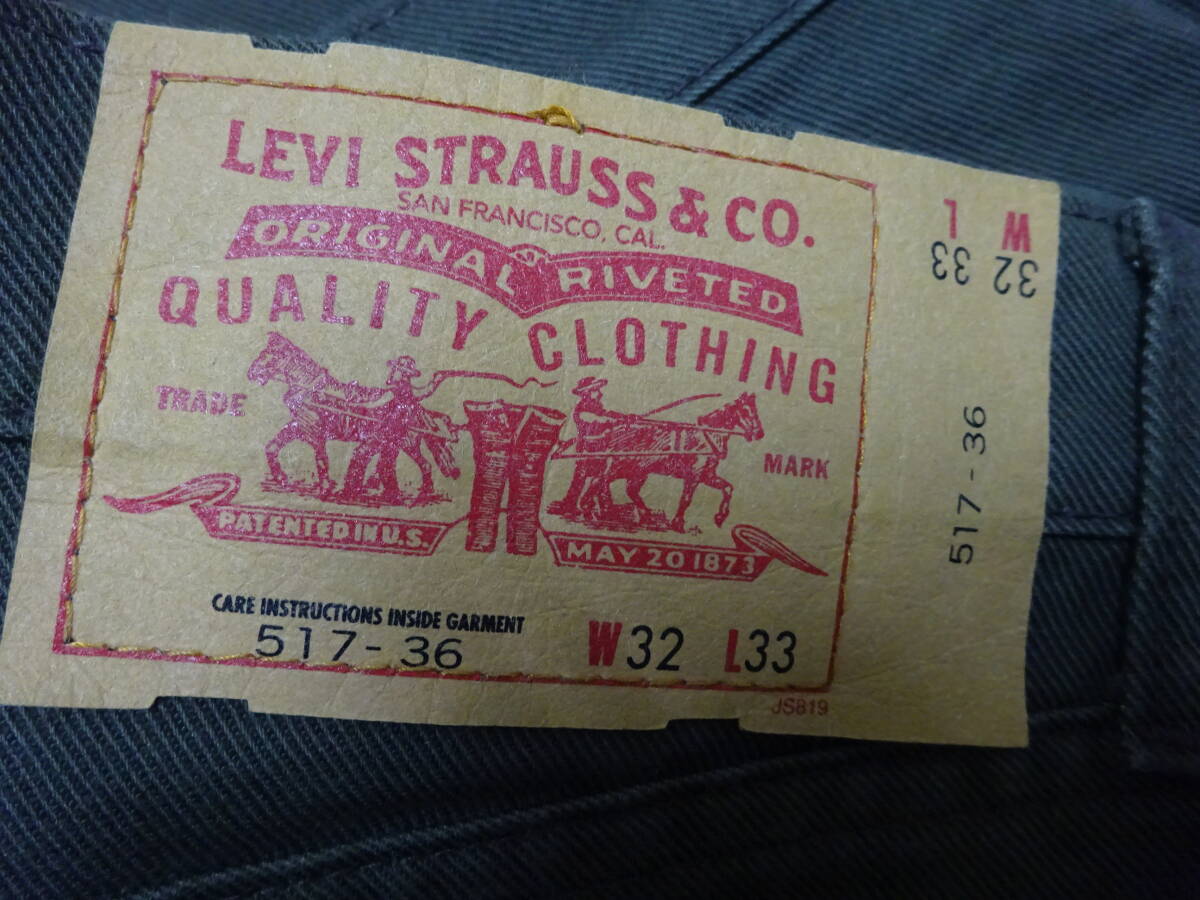 LEVI STRAUSS & CO.
SAN FRANCISCO, CAL.
ORIGINAL RIVETED
QUALITY CLOTHING
TRADE MARK
PATENTED IN U.S. MAY 20 1873
CARE INSTRUCTIONS INSIDE GARMENT
517-36 W32 L33
JS819
W L
32 33
517-36